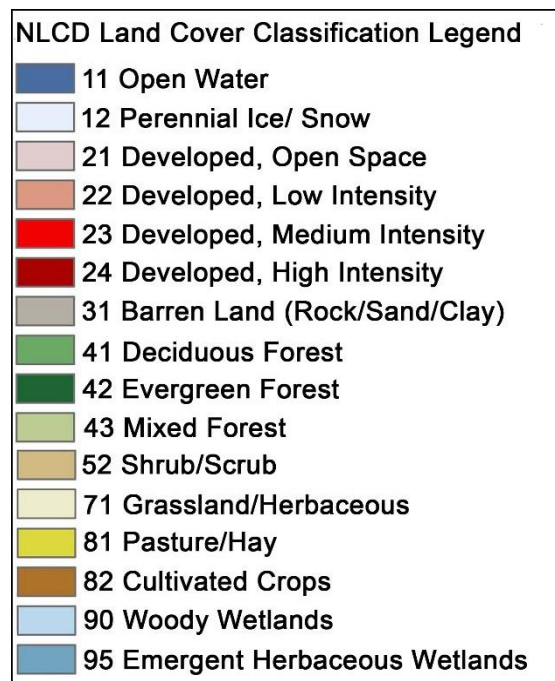 NLCD Land Cover Classification Legend
11 Open Water
12 Perennial Ice/ Snow
21 Developed, Open Space
22 Developed, Low Intensity
23 Developed, Medium Intensity
24 Developed, High Intensity
31 Barren Land (Rock/Sand/Clay)
41 Deciduous Forest
42 Evergreen Forest
43 Mixed Forest
52 Shrub/Scrub
71 Grassland/Herbaceous
81 Pasture/Hay
82 Cultivated Crops
90 Woody Wetlands
95 Emergent Herbaceous Wetlands